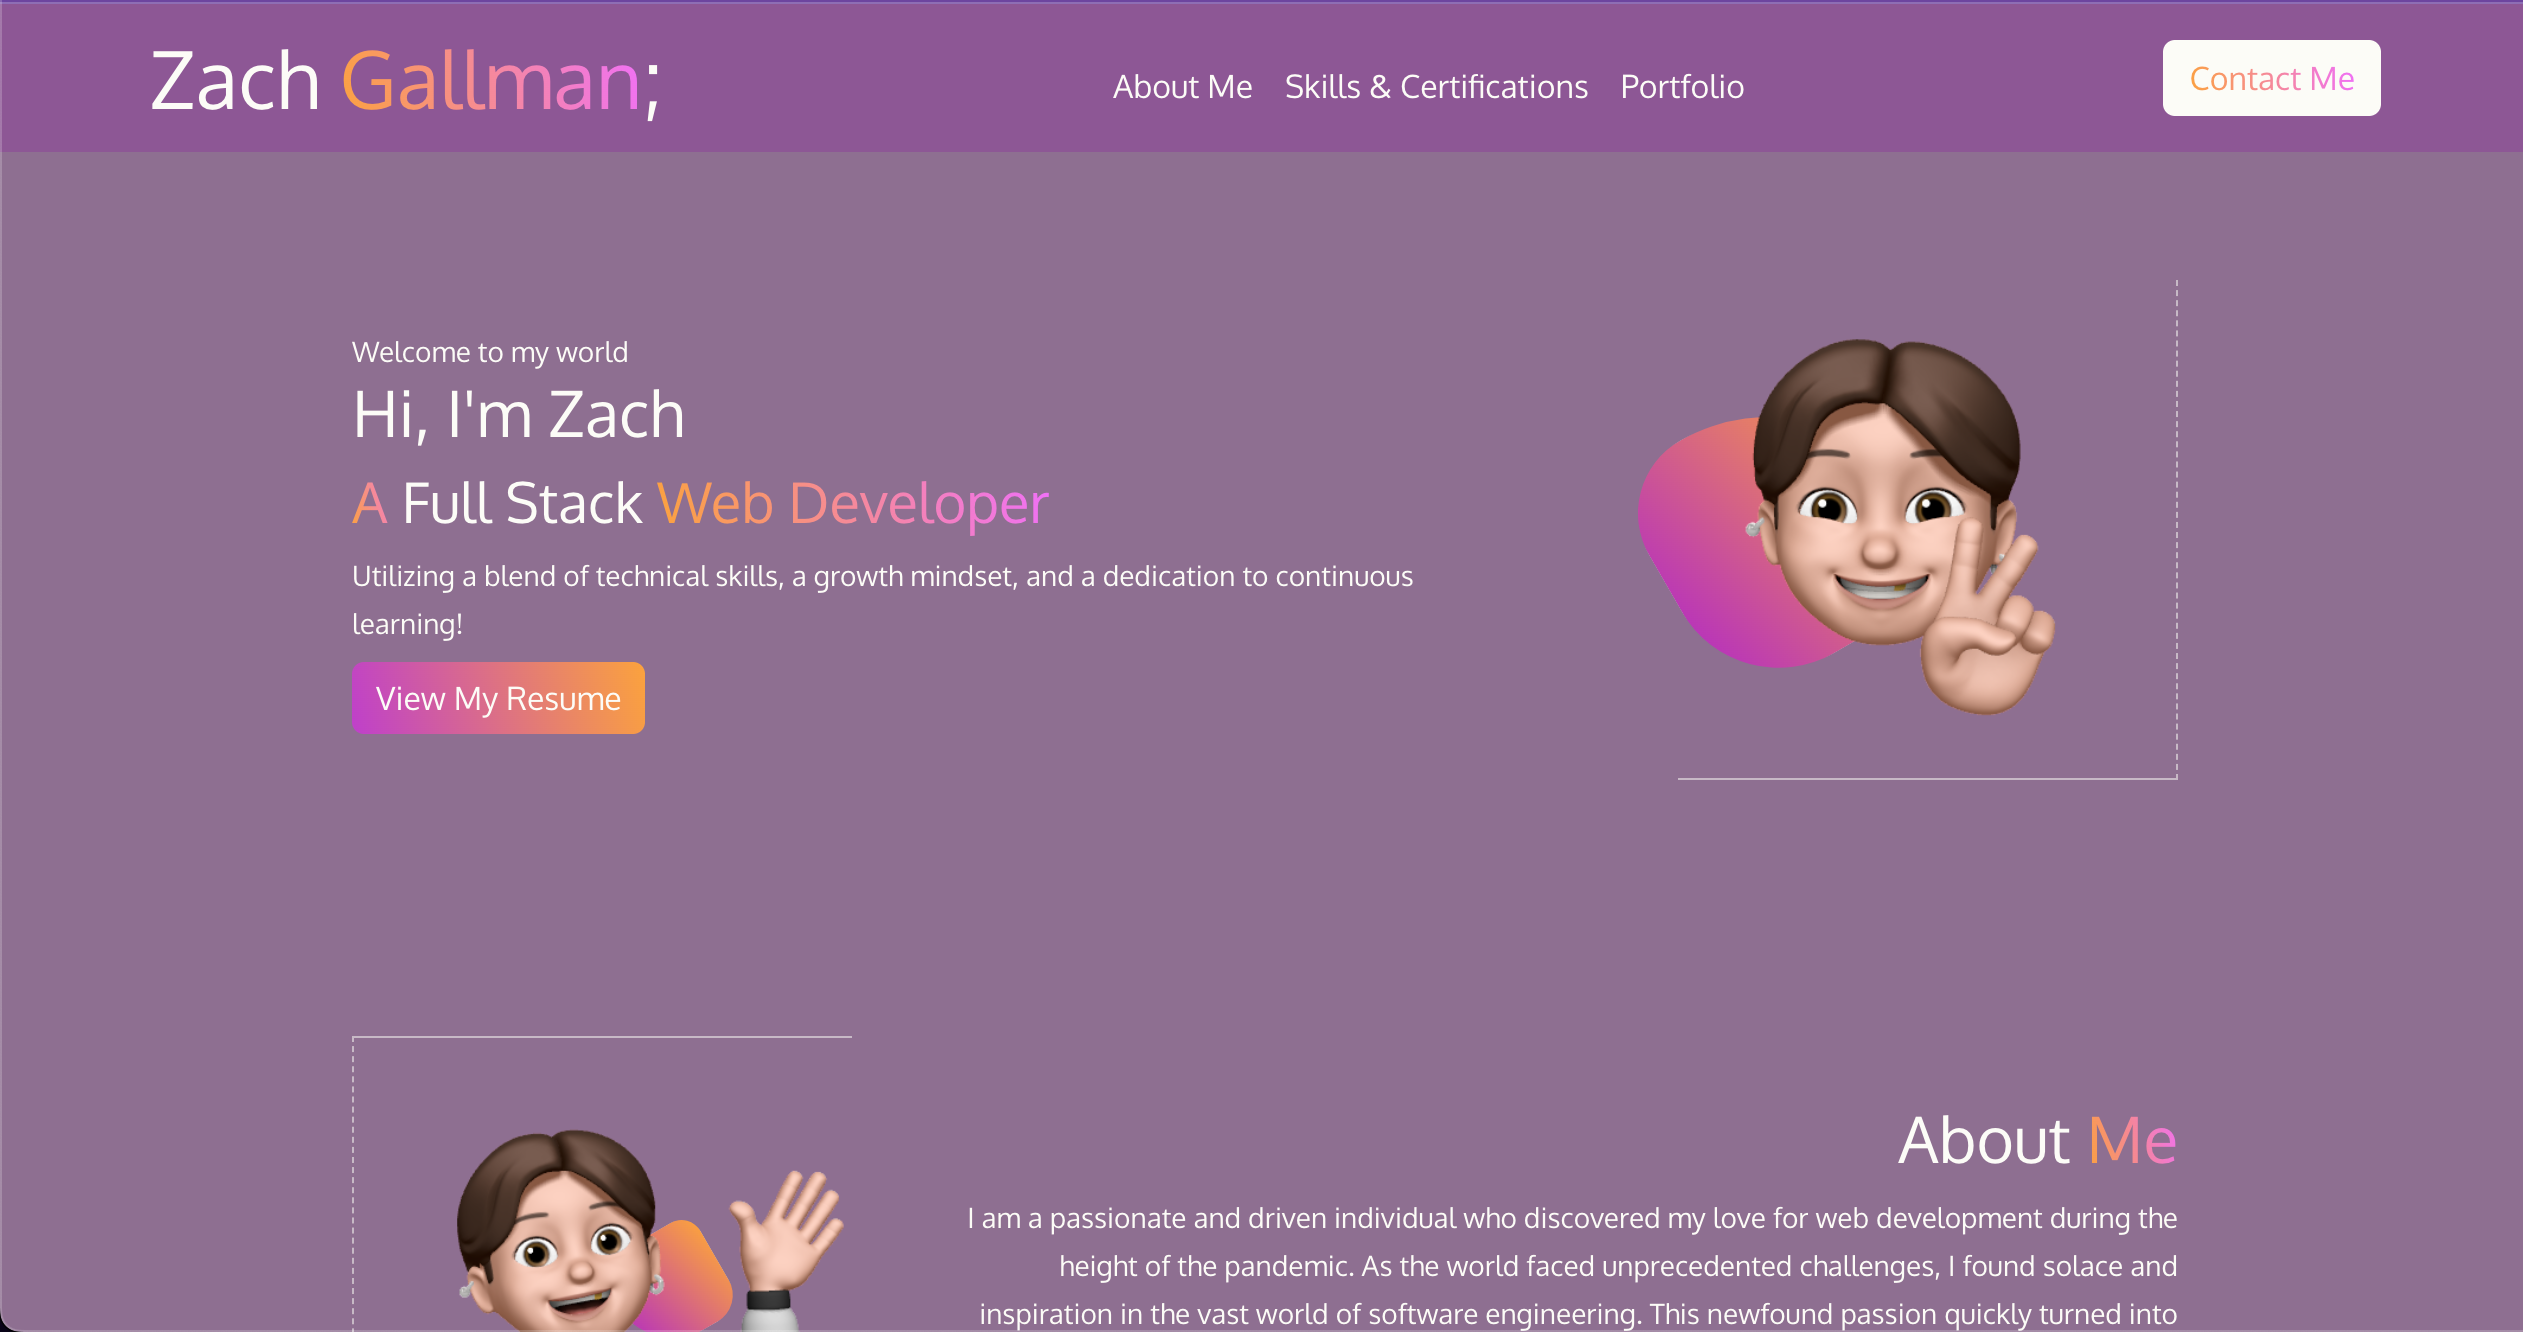 Zach Gallman;
About Me
Skills & Certifications
Portfolio
Contact Me
Welcome to my world
Hi, I'm Zach
A Full Stack Web Developer
Utilizing a blend of technical skills, a growth mindset, and a dedication to continuous
learning!
View My Resume
About Me
I am a passionate and driven individual who discovered my love for web development during the
height of the pandemic. As the world faced unprecedented challenges, I found solace and
inspiration in the vast world of software engineering. This newfound passion quickly turned into